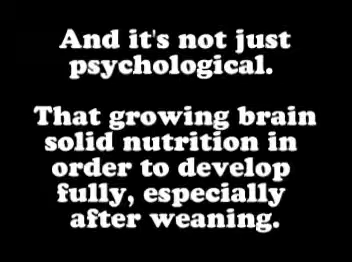 And it's not just
psychological.
That growing brain
solid nutrition in
order to develop
fully, especially
after weaning.